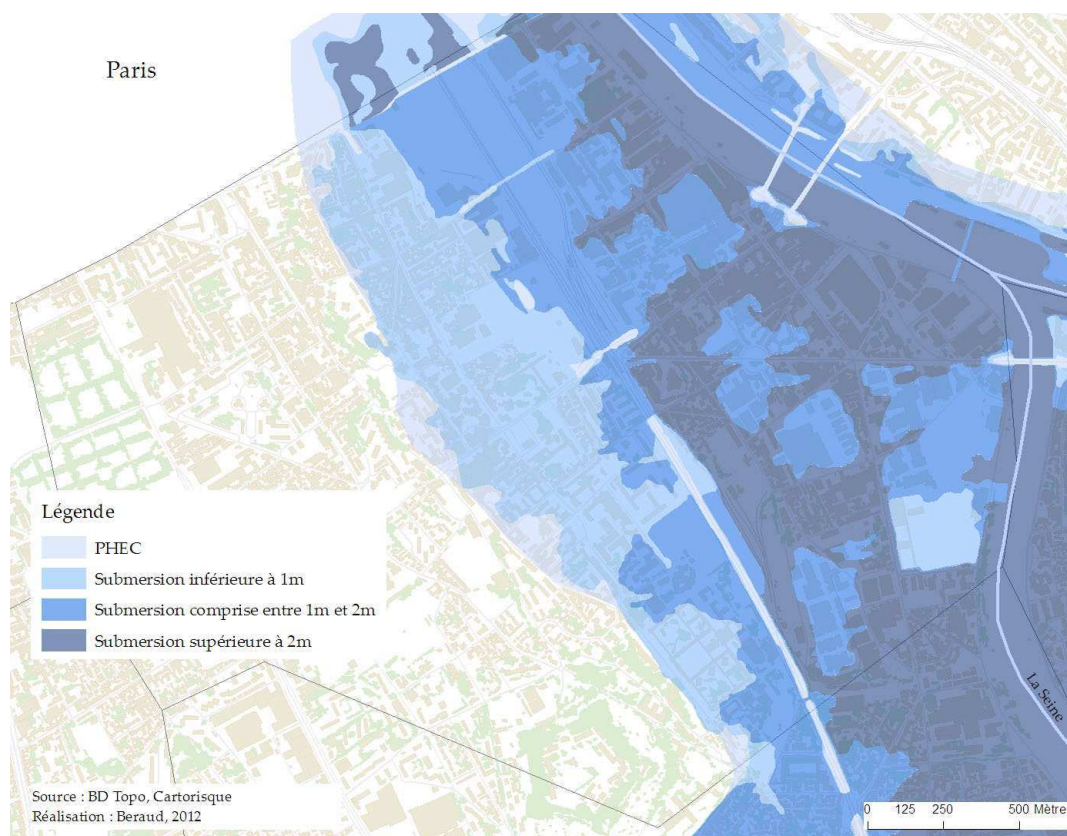 Paris
Légende
PHEC
Submersion inférieure à 1m
Submersion comprise entre 1m et 2m
Submersion supérieure à 2m
La Seine
Source : BD Topo, Cartorisque
Réalisation : Beraud, 2012
0 125 250 500 Mètre